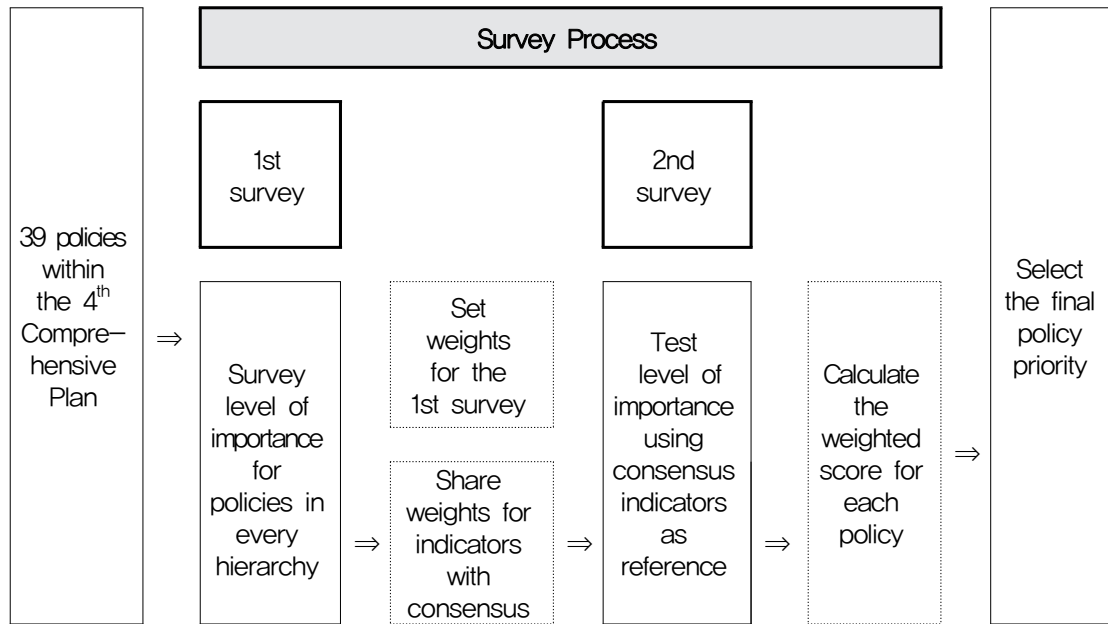 Survey Process
39 policies
within
the 4th
Compre-
hensive
Plan
⇒
1st
survey
Survey
level of
importance
for
policies in
every
hierarchy
⇒
Set
weights
for the
1st survey
Share
weights for
indicators
with
consensus
⇒
2nd
survey
Test
level of
importance
using
consensus
indicators
as
reference
⇒
Calculate
the
weighted
score for
each
policy
⇒
Select
the final
policy
priority